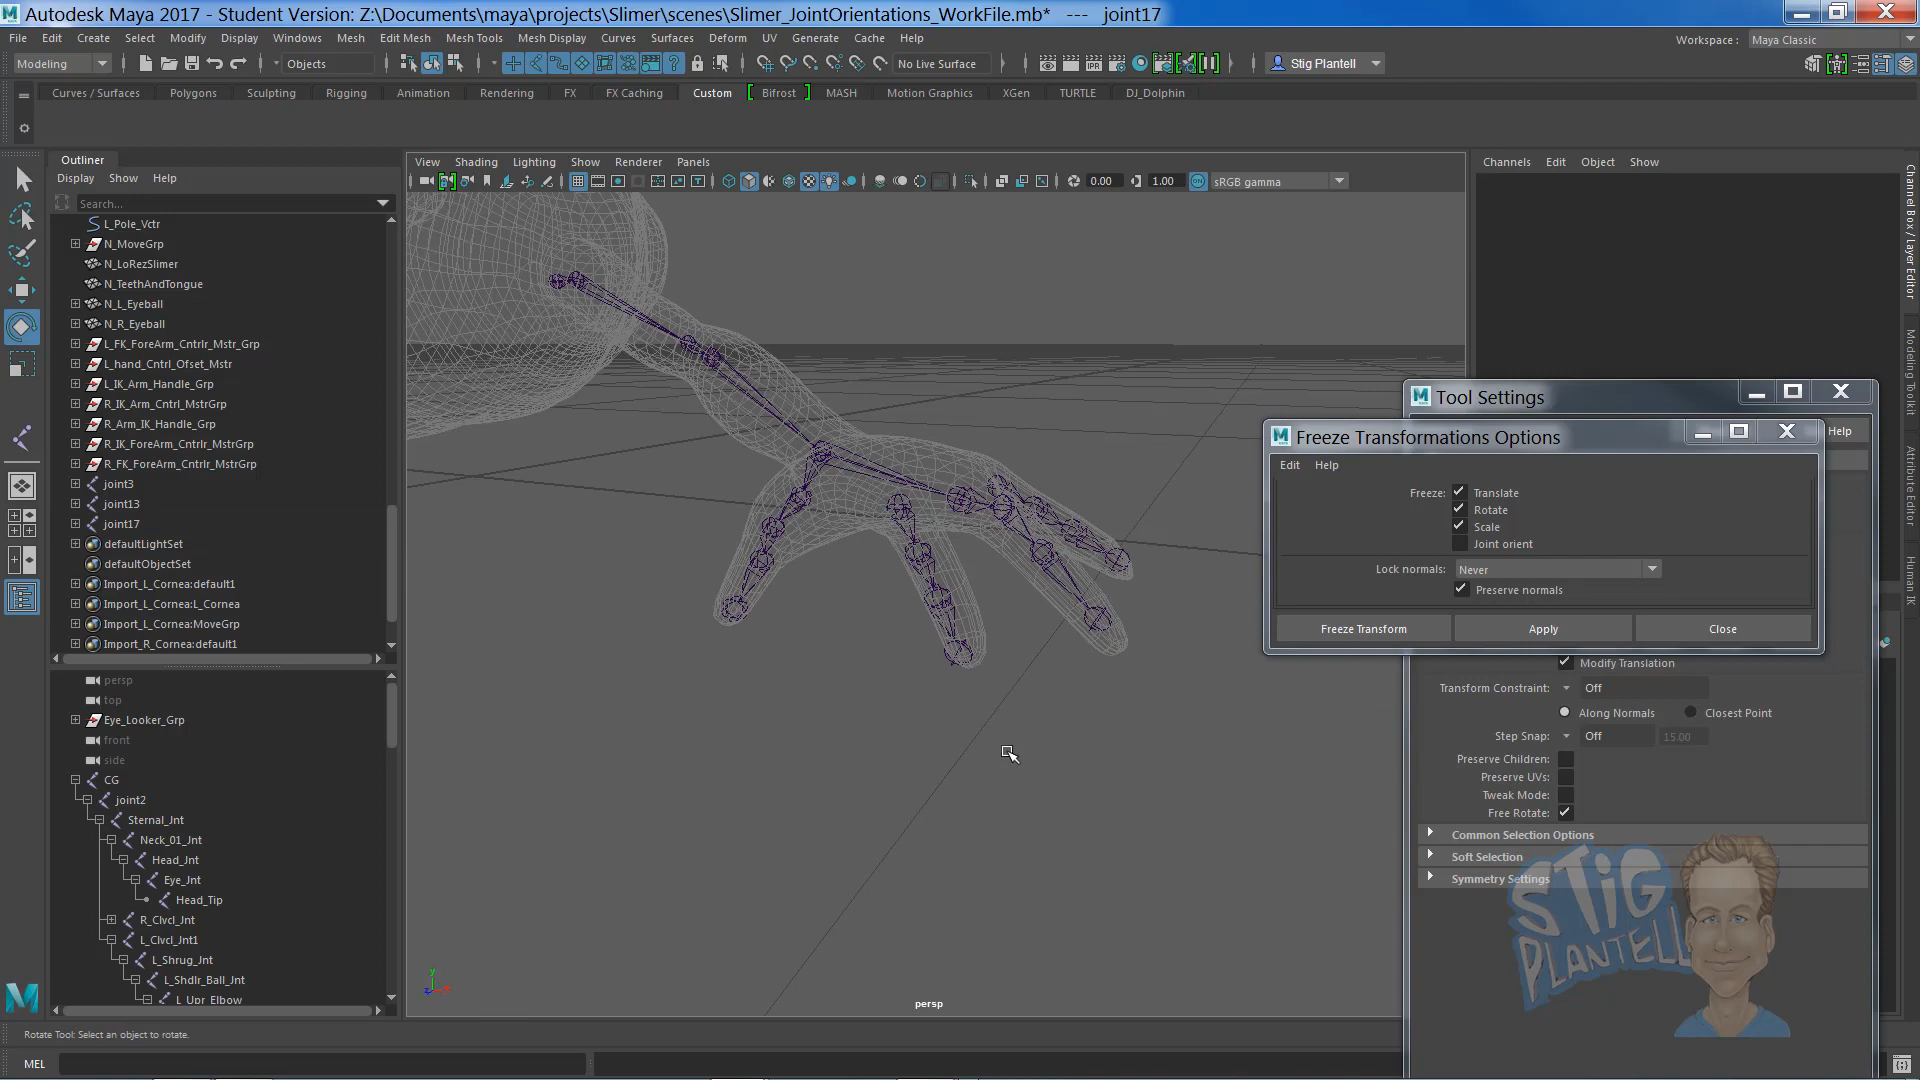 Autodesk Maya 2017 - Student Version: Z:\Documents\maya\projects\Slimer\scenes\Slimer_JointOrientations_WorkFile.mb* --- joint17
File Edit Create Select Modify Display Windows Mesh Edit Mesh Mesh Tools Mesh Display Curves Surfaces Deform UV Generate Cache Help
Workspace : Maya Classic
Modeling Objects No Live Surface Stig Plantell
Curves / Surfaces Polygons Sculpting Rigging Animation Rendering FX FX Caching Custom Bifrost MASH Motion Graphics XGen TURTLE DJ_Dolphin
Outliner
Display Show Help
Search...
L_Pole_Vctr
N_MoveGrp
N_LoRezSlimer
N_TeethAndTongue
N_L_Eyeball
N_R_Eyeball
L_FK_ForeArm_Cntrlr_Mstr_Grp
L_hand_Cntrl_Ofset_Mstr
L_IK_Arm_Handle_Grp
R_IK_Arm_Cntrl_MstrGrp
R_Arm_IK_Handle_Grp
R_IK_ForeArm_Cntrlr_MstrGrp
R_FK_ForeArm_Cntrlr_MstrGrp
joint3
joint13
joint17
defaultLightSet
defaultObjectSet
Import_L_Cornea:default1
Import_L_Cornea:L_Cornea
Import_L_Cornea:MoveGrp
Import_R_Cornea:default1
persp
top
Eye_Looker_Grp
front
side
CG
joint2
Sternal_Jnt
Neck_01_Jnt
Head_Jnt
Eye_Jnt
Head_Tip
R_Clvcl_Jnt
L_Clvcl_Jnt1
L_Shrug_Jnt
L_Shdlr_Ball_Jnt
L_Upr_Elbow
View Shading Lighting Show Renderer Panels
0.00 1.00 ON sRGB gamma
IPR
y
persp
Channels Edit Object Show
Channel Box / Layer Editor
Modeling Toolkit
Attribute Editor
Human IK
Tool Settings
Help
Freeze Transformations Options
Edit Help
Freeze: Translate
Rotate
Scale
Joint orient
Lock normals: Never
Preserve normals
Freeze Transform Apply Close
Modify Translation
Transform Constraint: Off
Along Normals Closest Point
Step Snap: Off 15.00
Preserve Children:
Preserve UVs:
Tweak Mode:
Free Rotate:
Common Selection Options
Soft Selection
Symmetry Settings
STiG
PLANTELL
Rotate Tool: Select an object to rotate.
MEL